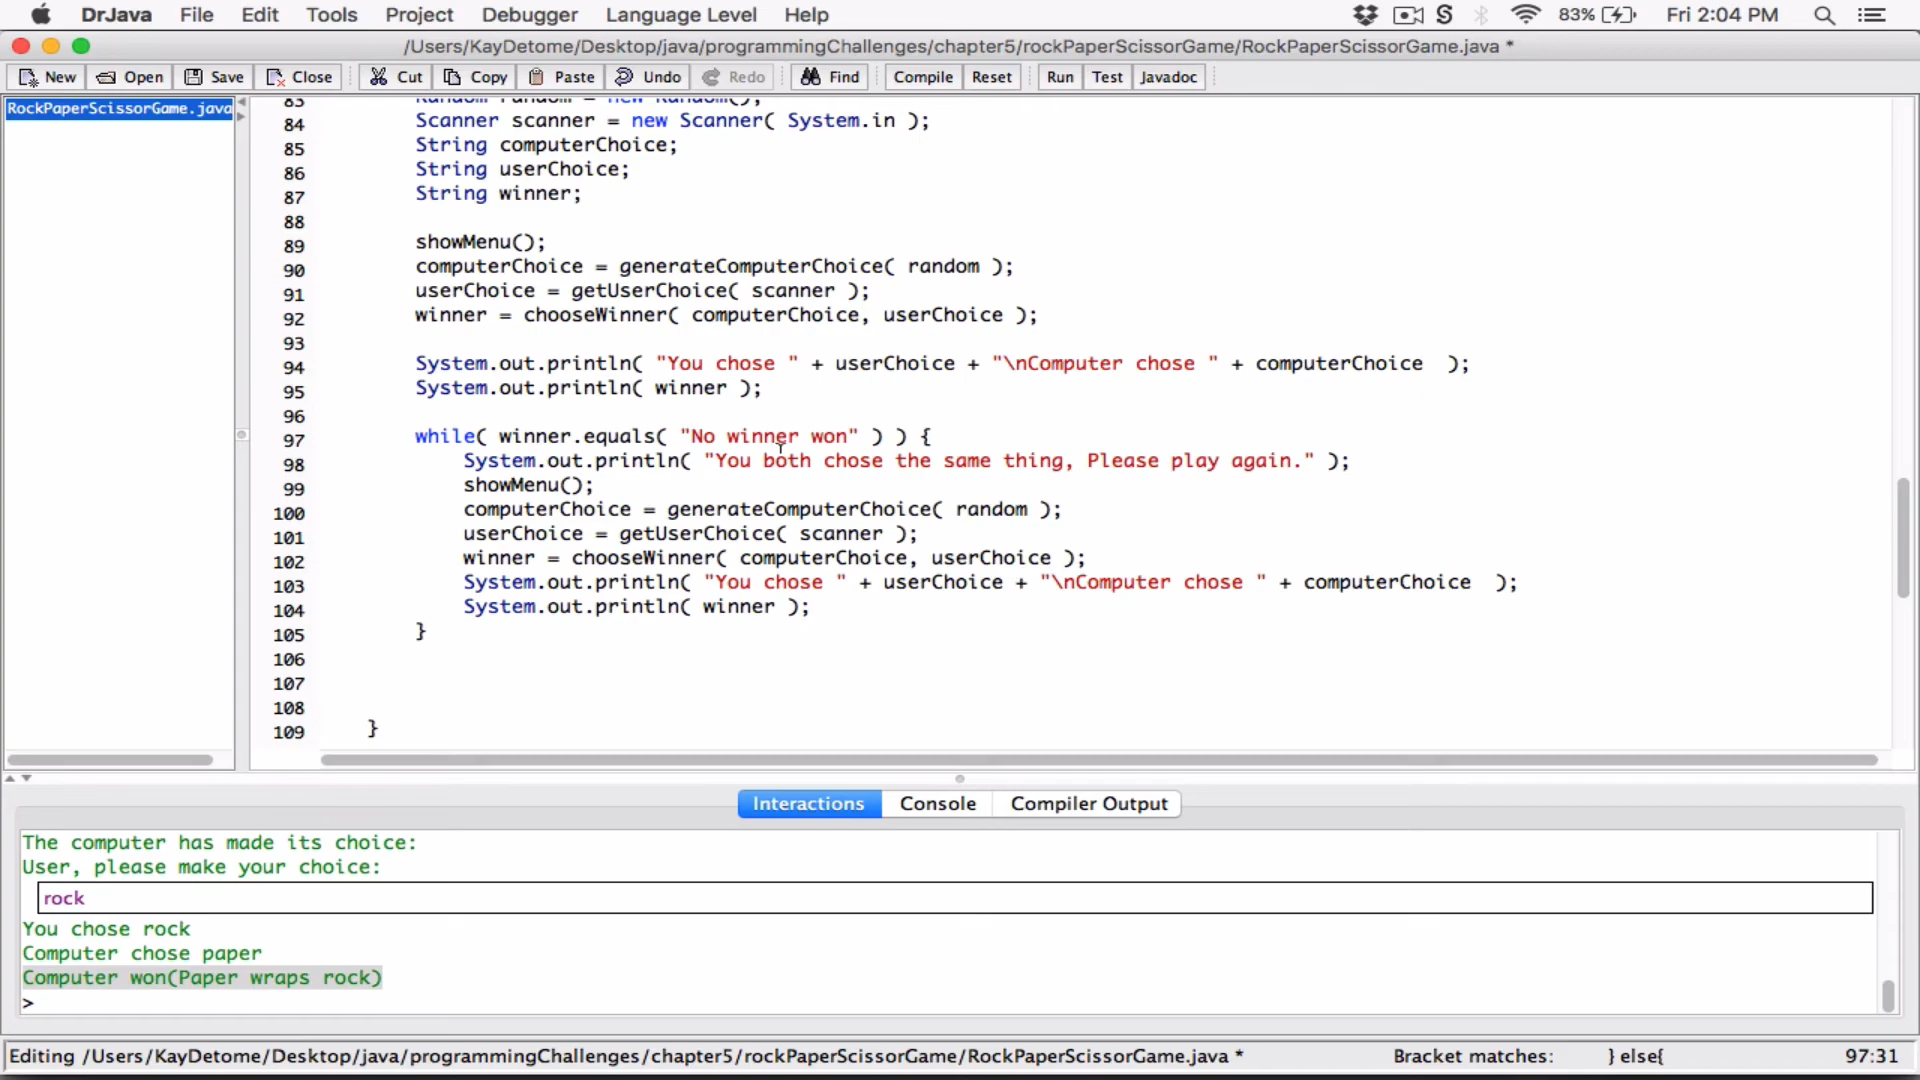 DrJava File Edit Tools Project Debugger Language Level Help 83% Fri 2:04 PM
/Users/KayDetome/Desktop/java/programmingChallenges/chapter5/rockPaperScissorGame/RockPaperScissorGame.java *
New Open Save Close Cut Copy Paste Undo Redo Find Compile Reset Run Test Javadoc
RockPaperScissorGame.java
83 Random random = new Random();
84 Scanner scanner = new Scanner( System.in );
85 String computerChoice;
86 String userChoice;
87 String winner;
88
89 showMenu();
90 computerChoice = generateComputerChoice( random );
91 userChoice = getUserChoice( scanner );
92 winner = chooseWinner( computerChoice, userChoice );
93
94 System.out.println( "You chose " + userChoice + "\nComputer chose " + computerChoice );
95 System.out.println( winner );
96
97 while( winner.equals( "No winner won" ) ) {
98 System.out.println( "You both chose the same thing, Please play again." );
99 showMenu();
100 computerChoice = generateComputerChoice( random );
101 userChoice = getUserChoice( scanner );
102 winner = chooseWinner( computerChoice, userChoice );
103 System.out.println( "You chose " + userChoice + "\nComputer chose " + computerChoice );
104 System.out.println( winner );
105 }
106
107
108
109 }
Interactions Console Compiler Output
The computer has made its choice:
User, please make your choice:
rock
You chose rock
Computer chose paper
Computer won(Paper wraps rock)
>
Editing /Users/KayDetome/Desktop/java/programmingChallenges/chapter5/rockPaperScissorGame/RockPaperScissorGame.java * Bracket matches: } else{ 97:31